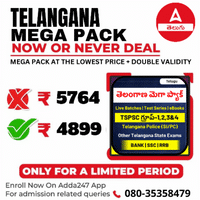 TELANGANA
MEGA PACK
NOW OR NEVER DEAL
MEGA PACK AT THE LOWEST PRICE + DOUBLE VALIDITY
₹ 5764
₹ 4899
Telugu
తెలంగాణ మెగా ప్యాక్
Live Batches | Test Series | eBooks
TSPSC గ్రూప్-1,2,3&4
Telangana Police (SI/PC)
Other Telangana State Exams
BANK | SSC | RRB
ONLY FOR A LIMITED PERIOD
Enroll Now On Adda247 App
For admission related queries
080-35358479